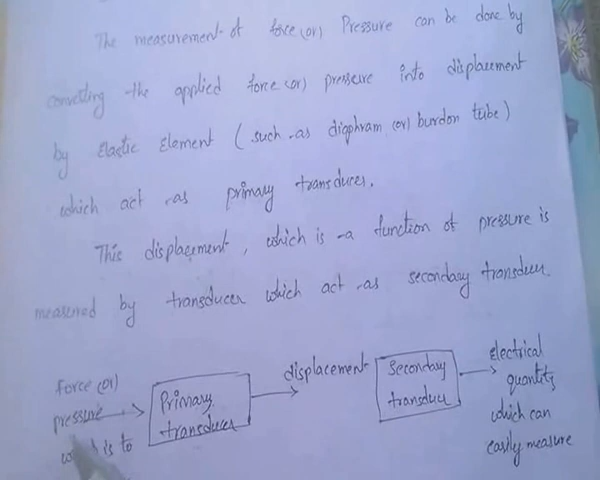 The measurement of force (or) Pressure can be done by
converting the applied force (or) pressure into displacement
by Elastic Element (such as diaphram (or) burdon tube)
which act as primary transducer.
This displacement, which is a function of pressure is
measured by transducer which act as secondary transducer
force (or)
pressure
is to
Primary
transducer
displacement
Secondary
transducer
Electrical
quantity
which can
easily measure